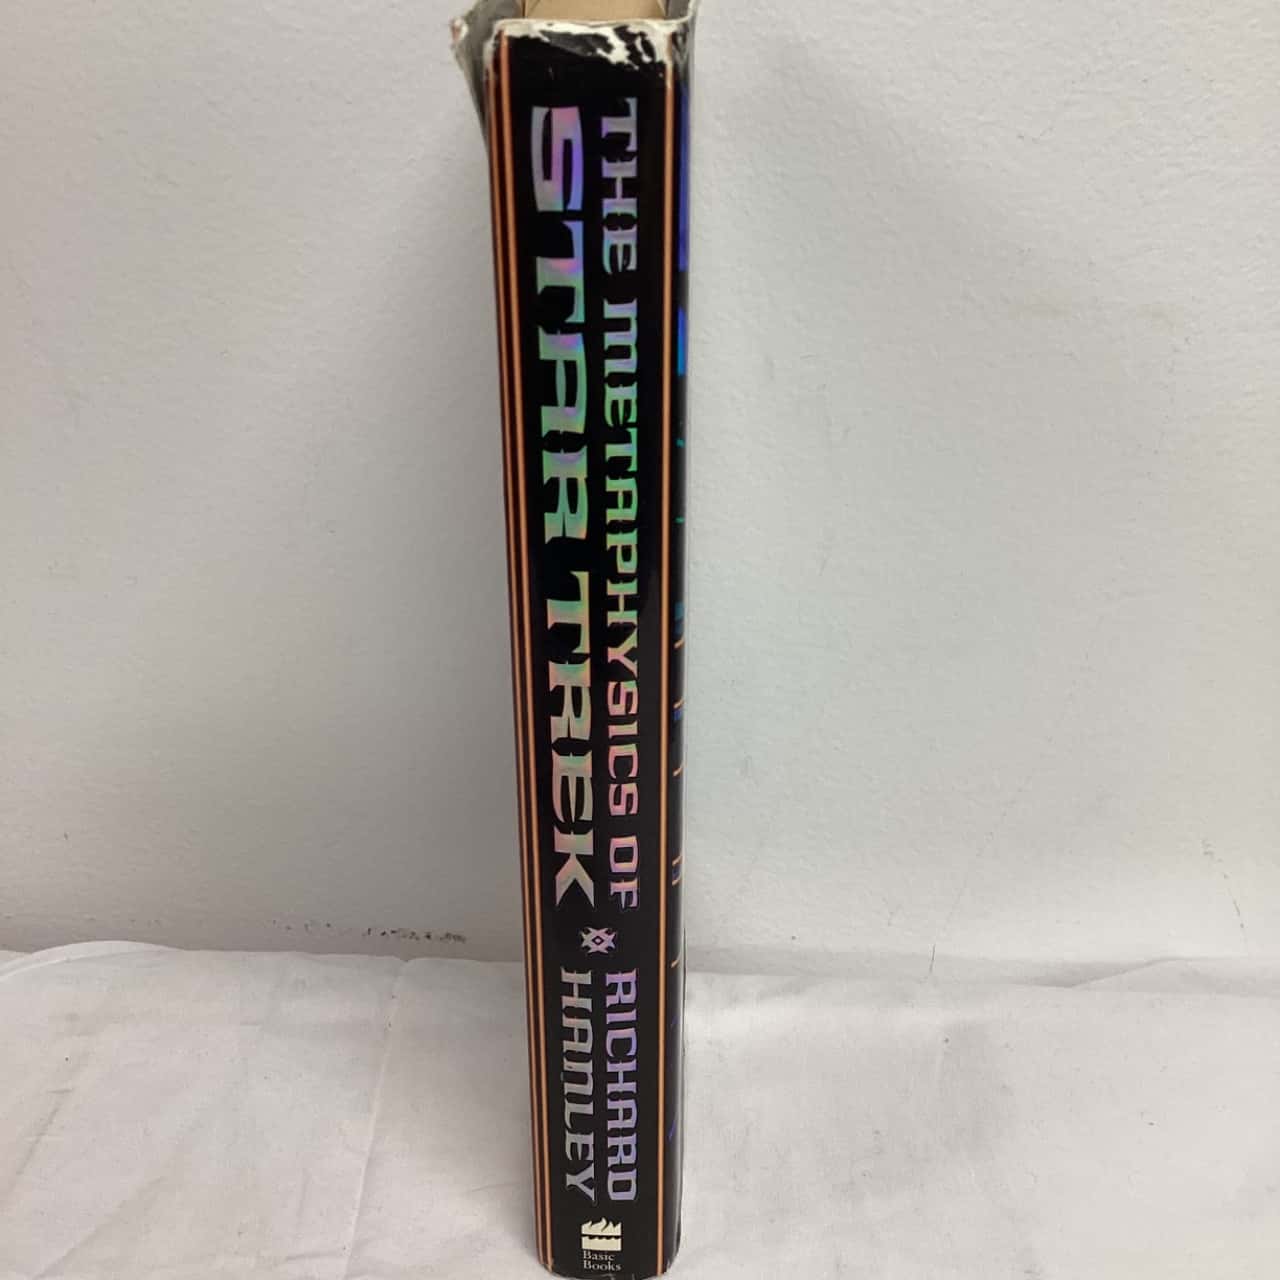 THE METAPHYSICS OF
STAR TREK
RICHARD
HANLEY
Basic
Books